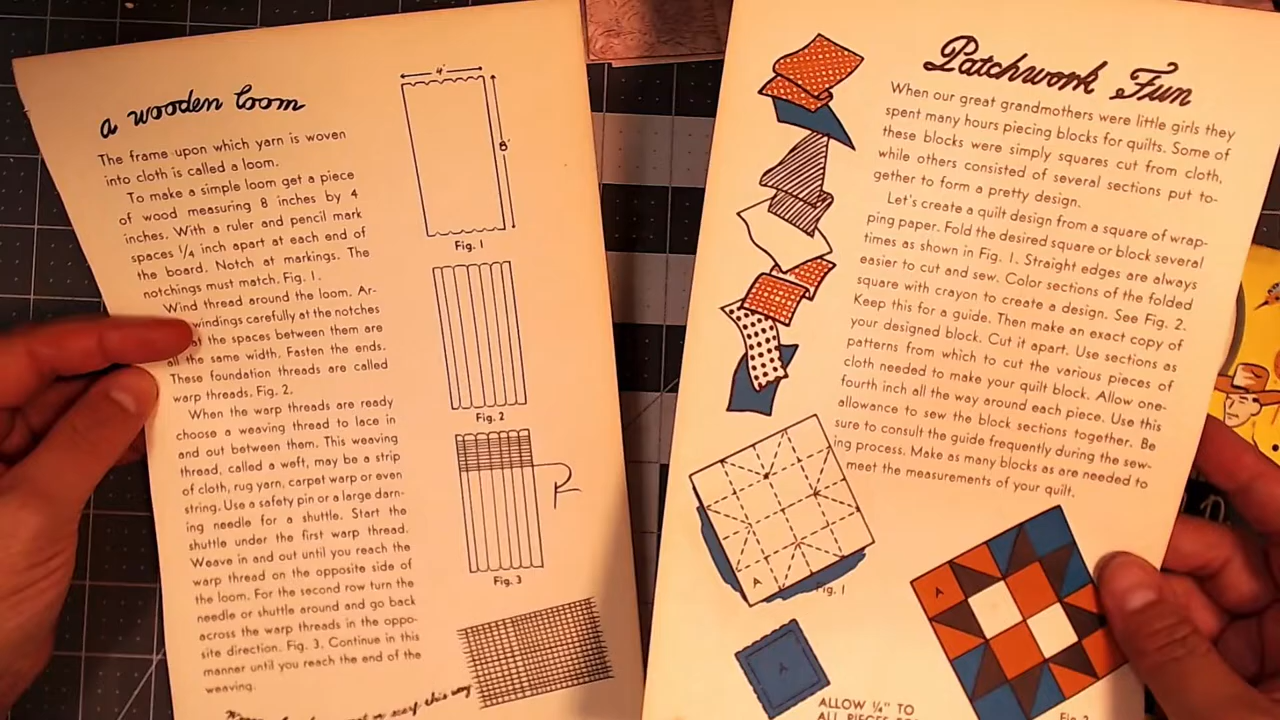 a wooden loom
The frame upon which yarn is woven
into cloth is called a loom.
To make a simple loom get a piece
of wood measuring 8 inches by 4
inches. With a ruler and pencil mark
spaces 1/4 inch apart at each end of
the board. Notch at markings. The
notchings must match. Fig. 1.
Wind thread around the loom. Ar-
windings carefully at the notches
the spaces between them are
all the same width. Fasten the ends.
These foundation threads are called
warp threads. Fig. 2.
When the warp threads are ready
choose a weaving thread to lace in
and out between them. This weaving
thread, called a weft, may be a strip
of cloth, rug yarn, carpet warp or even
string. Use a safety pin or a large darn-
ing needle for a shuttle. Start the
shuttle under the first warp thread.
Weave in and out until you reach the
warp thread on the opposite side of
the loom. For the second row turn the
needle or shuttle around and go back
across the warp threads in the oppo-
site direction. Fig. 3. Continue in this
manner until you reach the end of the
weaving.
scarf this way
4'
8'
Fig. 1
Fig. 2
Fig. 3
Patchwork Fun
When our great grandmothers were little girls they
spent many hours piecing blocks for quilts. Some of
these blocks were simply squares cut from cloth,
while others consisted of several sections put to-
gether to form a pretty design.
Let's create a quilt design from a square of wrap-
ping paper. Fold the desired square or block several
times as shown in Fig. 1. Straight edges are always
easier to cut and sew. Color sections of the folded
square with crayon to create a design. See Fig. 2.
Keep this for a guide. Then make an exact copy of
your designed block. Cut it apart. Use sections as
patterns from which to cut the various pieces of
cloth needed to make your quilt block. Allow one-
fourth inch all the way around each piece. Use this
allowance to sew the block sections together. Be
sure to consult the guide frequently during the sew-
ing process. Make as many blocks as are needed to
meet the measurements of your quilt.
A
Fig. 1
A
A
ALLOW 1/4" TO
ALL PIECES FOR
Fig. 2